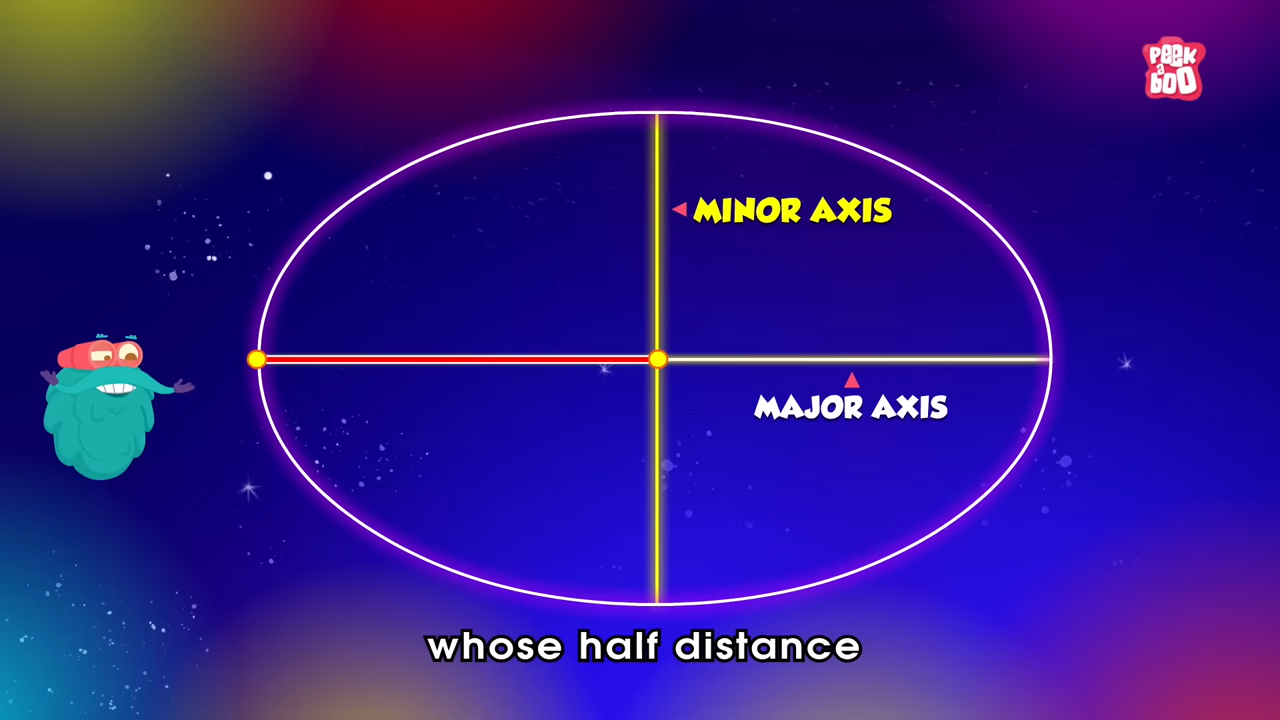 PEEK
a
BOO
MINOR AXIS
MAJOR AXIS
whose half distance